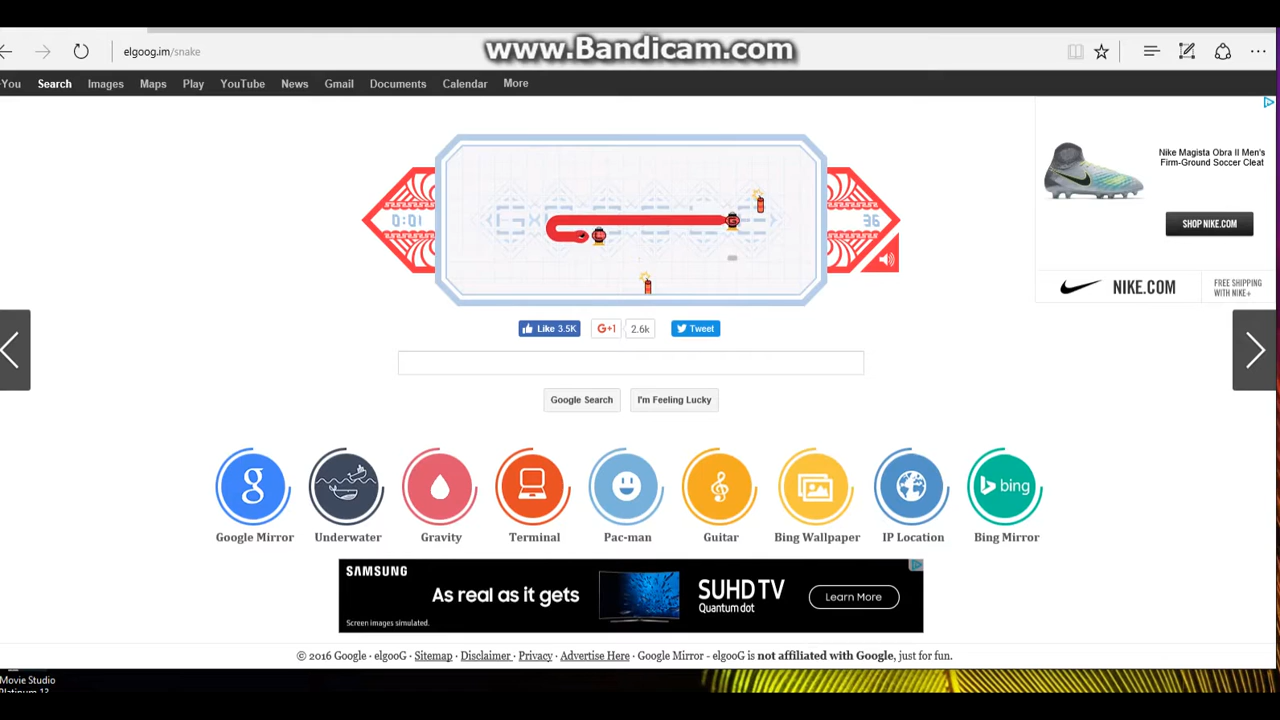 www.Bandicam.com
elgoog.im/snake
You Search Images Maps Play YouTube News Gmail Documents Calendar More
Nike Magista Obra II Men's
Firm-Ground Soccer Cleat
0:01
36
G
SHOP NIKE.COM
NIKE.COM
FREE SHIPPING
WITH NIKE+
Like 3.5K
G+1
2.6k
Tweet
Google Search
I'm Feeling Lucky
g
bing
Google Mirror
Underwater
Gravity
Terminal
Pac-man
Guitar
Bing Wallpaper
IP Location
Bing Mirror
SAMSUNG
As real as it gets
SUHD TV
Quantum dot
Learn More
Screen images simulated.
© 2016 Google · elgooG · Sitemap · Disclaimer · Privacy · Advertise Here · Google Mirror - elgooG is not affiliated with Google, just for fun.
Movie Studio
Platinum 13